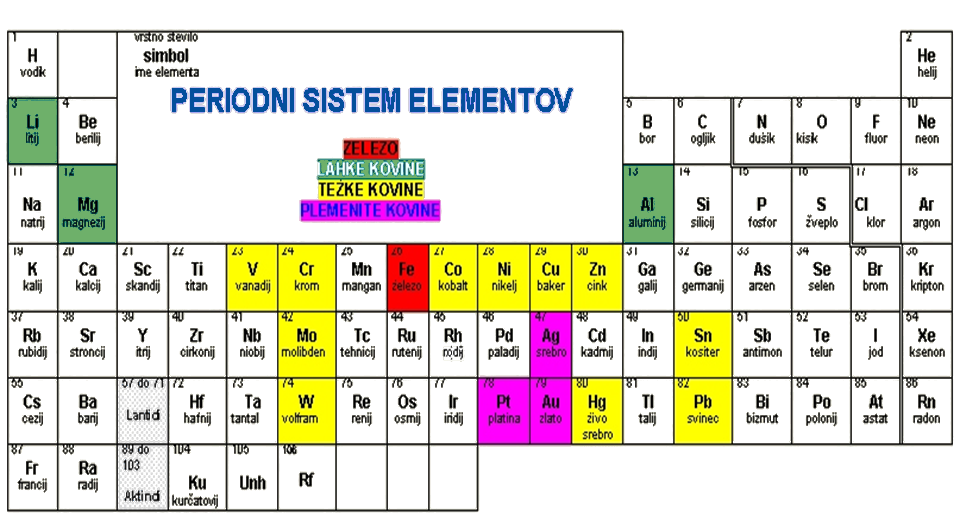 1 vrstno število 2
H simbol He
vodik ime elementa helij
PERIODNI SISTEM ELEMENTOV
3 4 5 6 7 8 9 10
Li Be B C N O F Ne
litij berilij bor ogljik dušik kisik fluor neon
ŽELEZO
LAHKE KOVINE
TEŽKE KOVINE
PLEMENITE KOVINE
11 12 13 14 15 16 17 18
Na Mg Al Si P S Cl Ar
natrij magnezij aluminij silicij fosfor žveplo klor argon
19 20 21 22 23 24 25 26 27 28 29 30 31 32 33 34 35 36
K Ca Sc Ti V Cr Mn Fe Co Ni Cu Zn Ga Ge As Se Br Kr
kalij kalcij skandij titan vanadij krom mangan železo kobalt nikelj baker cink galij germanij arzen selen brom kripton
37 38 39 40 41 42 43 44 45 46 47 48 49 50 51 52 53 54
Rb Sr Y Zr Nb Mo Tc Ru Rh Pd Ag Cd In Sn Sb Te I Xe
rubidij stroncij itrij cirkonij niobij molibden tehnicij rutenij rodij paladij srebro kadmij indij kositer antimon telur jod ksenon
55 56 57 do 71 72 73 74 75 76 77 78 79 80 81 82 83 84 85 86
Cs Ba Lantidi Hf Ta W Re Os Ir Pt Au Hg Tl Pb Bi Po At Rn
cezij barij hafnij tantal volfram renij osmij iridij platina zlato živo srebro talij svinec bizmut polonij astat radon
87 88 89 do 103 104 105 106
Fr Ra Aktindi Ku Unh Rf
francij radij kurčatovij